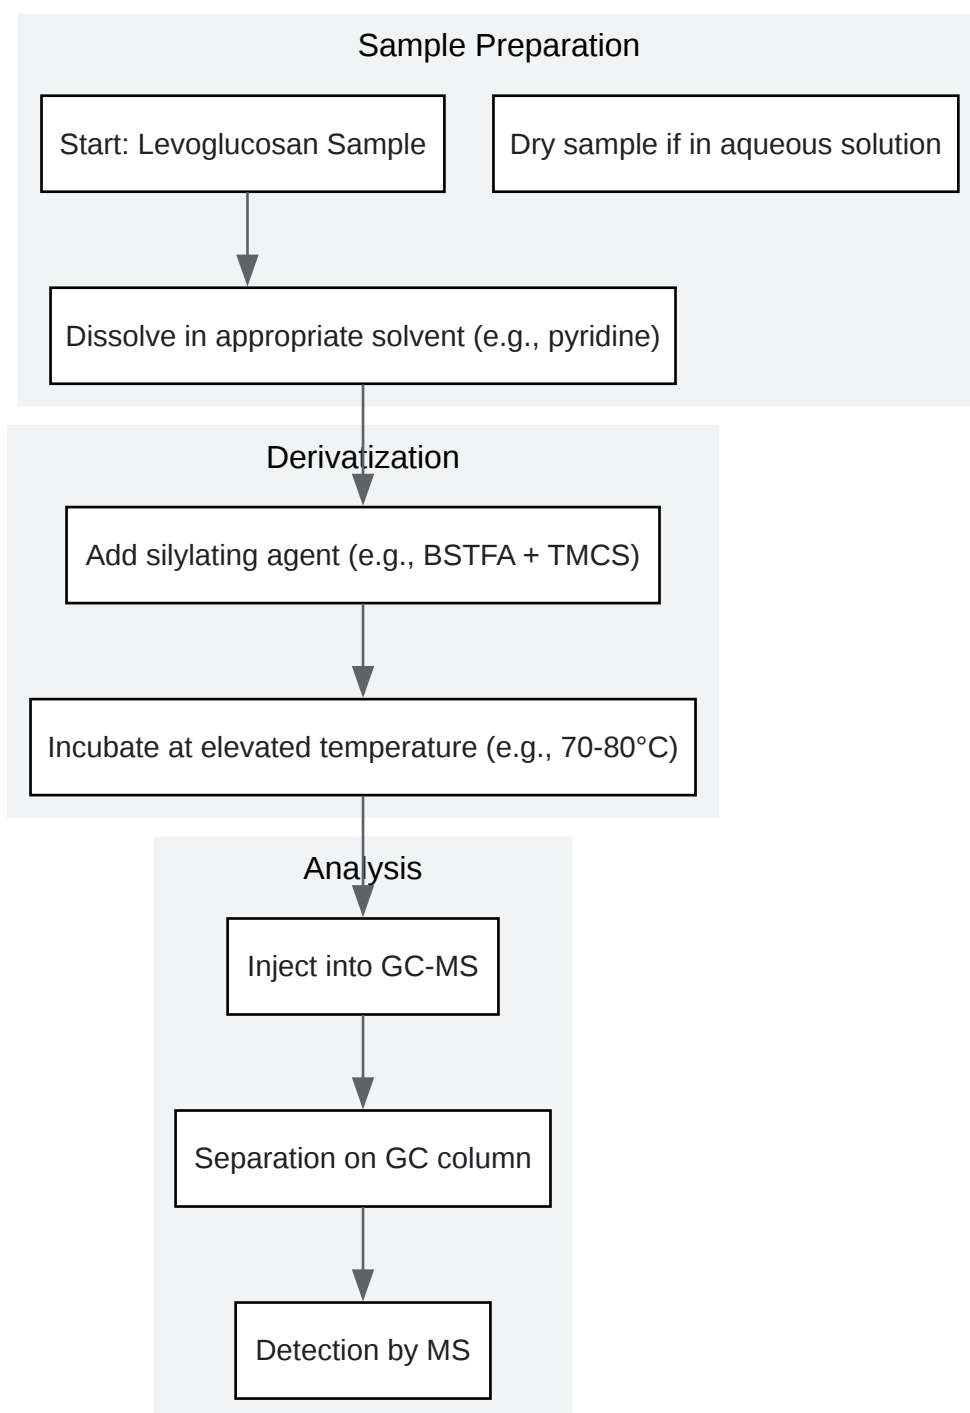 Sample Preparation
Start: Levoglucosan Sample
Dry sample if in aqueous solution
Dissolve in appropriate solvent (e.g., pyridine)
Derivatization
Add silylating agent (e.g., BSTFA + TMCS)
Incubate at elevated temperature (e.g., 70-80°C)
Analysis
Inject into GC-MS
Separation on GC column
Detection by MS